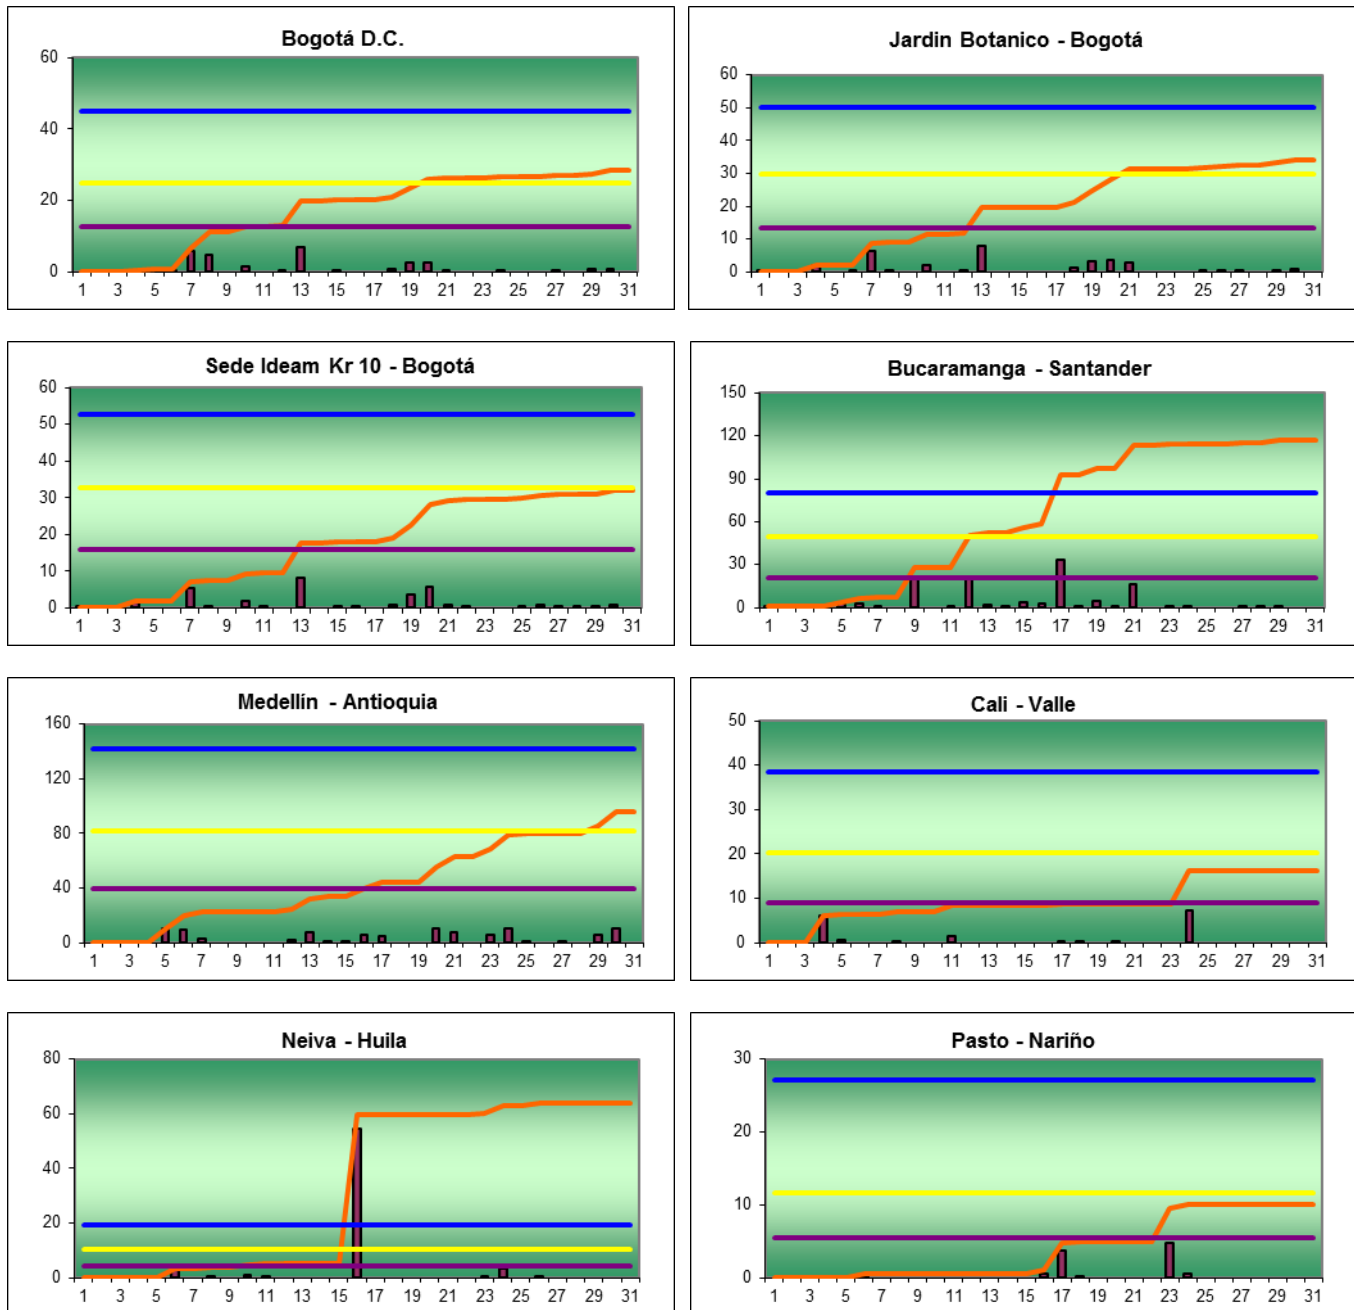 Bogotá D.C.
60
40
20
0
1 3 5 7 9 11 13 15 17 19 21 23 25 27 29 31
Jardin Botanico - Bogotá
60
50
40
30
20
10
0
1 3 5 7 9 11 13 15 17 19 21 23 25 27 29 31
Sede Ideam Kr 10 - Bogotá
60
50
40
30
20
10
0
1 3 5 7 9 11 13 15 17 19 21 23 25 27 29 31
Bucaramanga - Santander
150
120
90
60
30
0
1 3 5 7 9 11 13 15 17 19 21 23 25 27 29 31
Medellín - Antioquia
160
120
80
40
0
1 3 5 7 9 11 13 15 17 19 21 23 25 27 29 31
Cali - Valle
50
40
30
20
10
0
1 3 5 7 9 11 13 15 17 19 21 23 25 27 29 31
Neiva - Huila
80
60
40
20
0
1 3 5 7 9 11 13 15 17 19 21 23 25 27 29 31
Pasto - Nariño
30
20
10
0
1 3 5 7 9 11 13 15 17 19 21 23 25 27 29 31